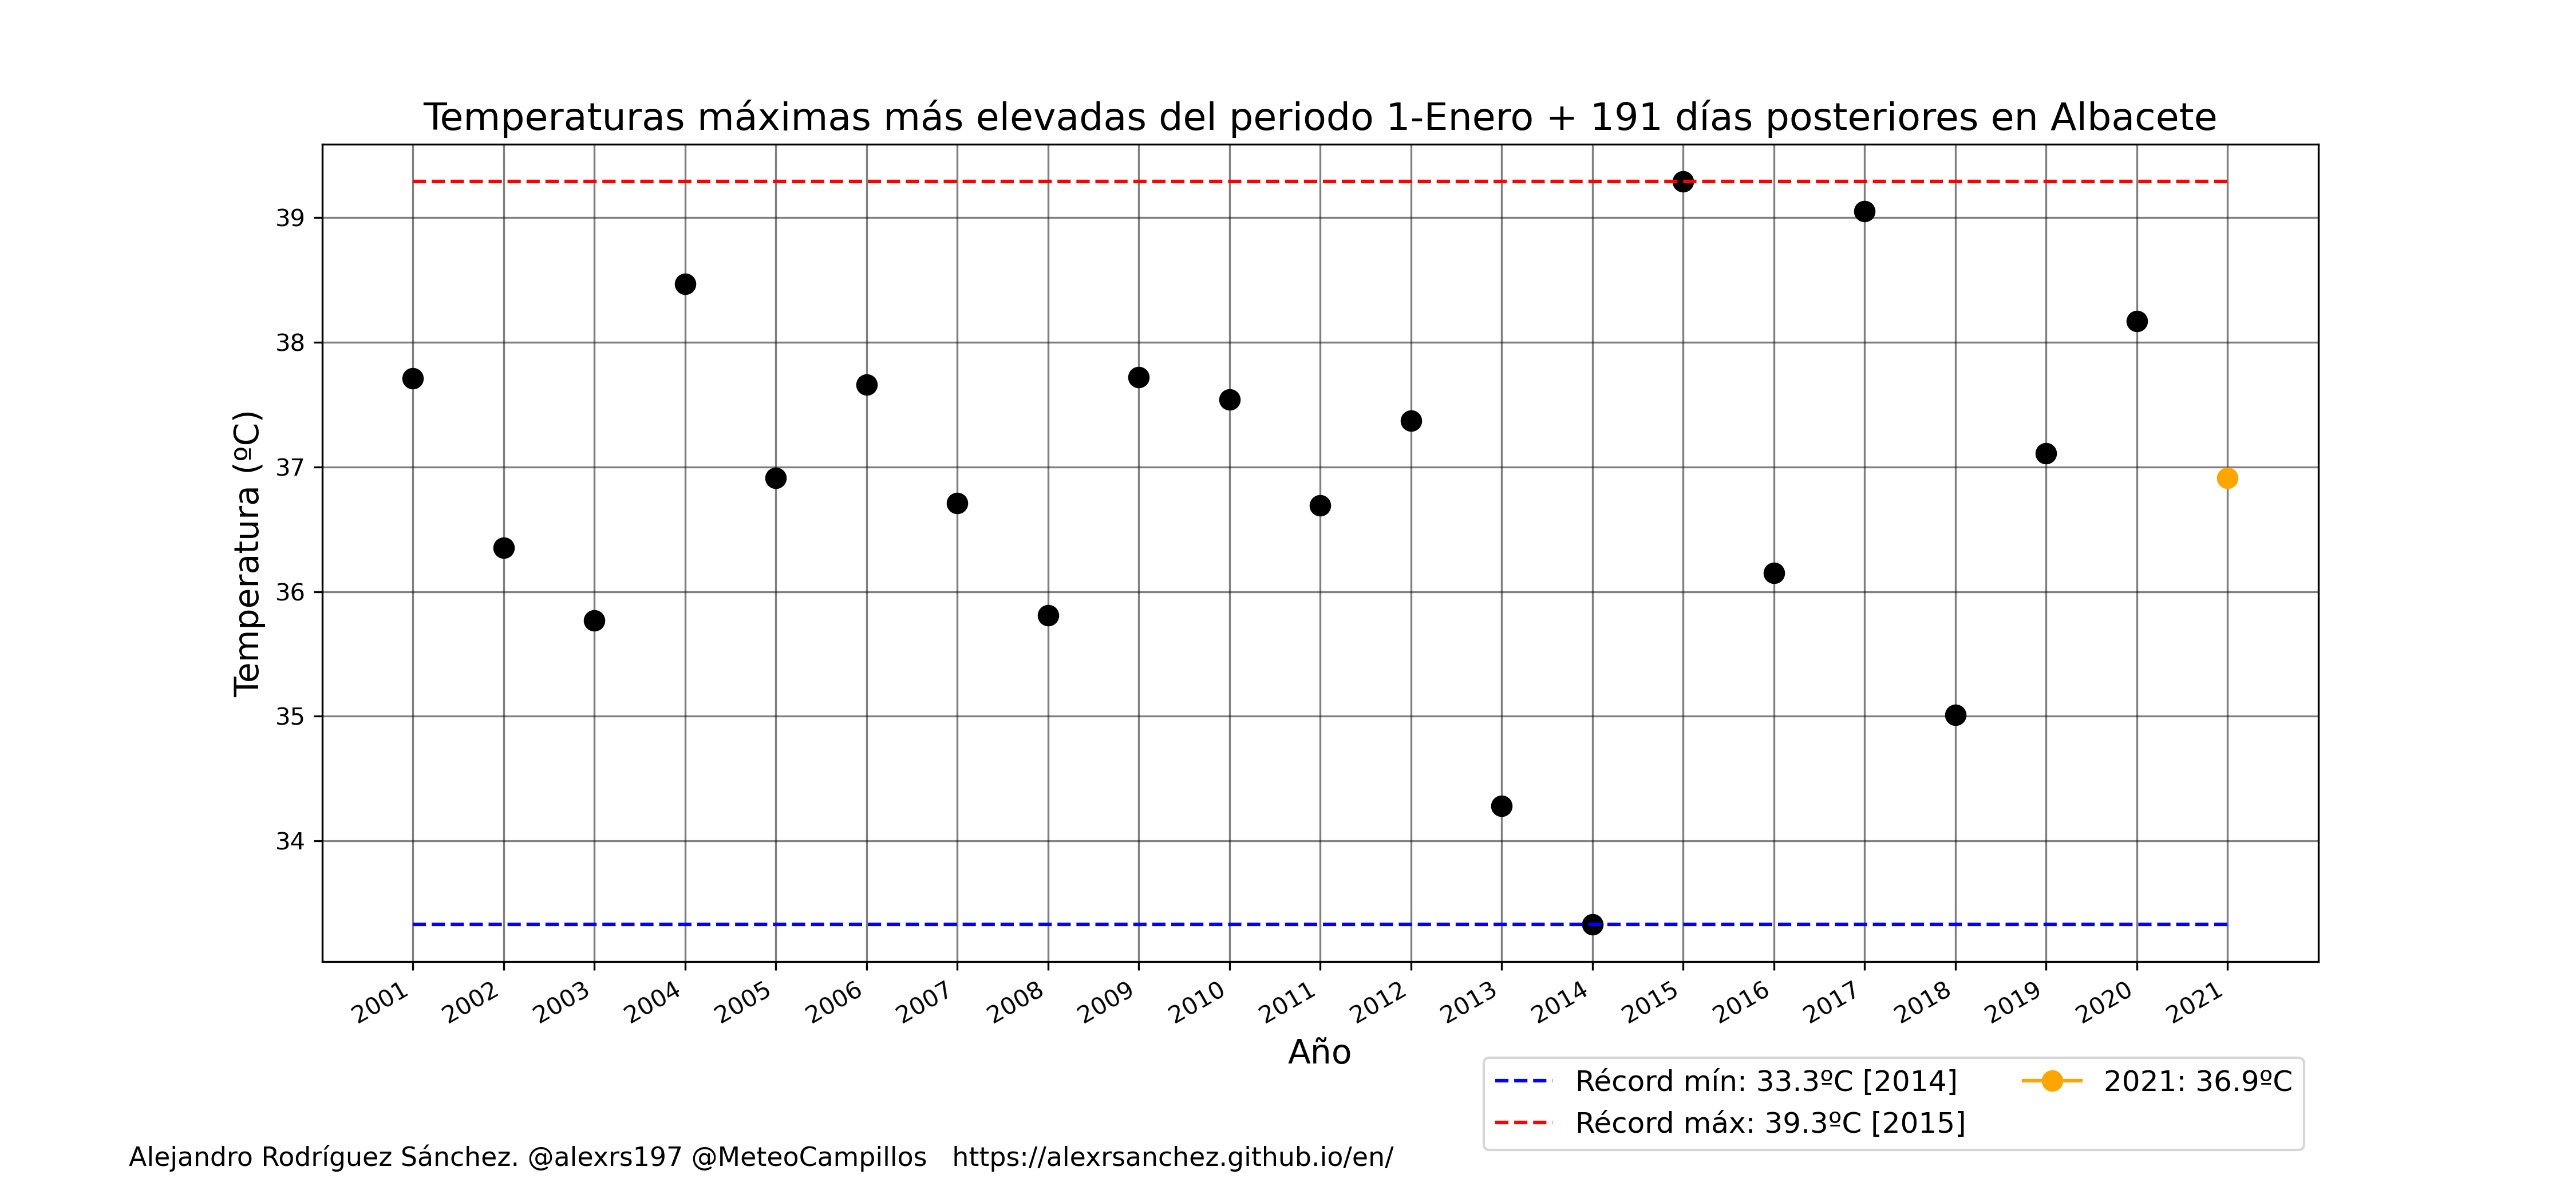 Temperaturas máximas más elevadas del periodo 1-Enero + 191 días posteriores en Albacete
Temperatura (ºC)
39
38
37
36
35
34
2001 2002 2003 2004 2005 2006 2007 2008 2009 2010 2011 2012 2013 2014 2015 2016 2017 2018 2019 2020 2021
Año
Récord mín: 33.3ºC [2014]
Récord máx: 39.3ºC [2015]
2021: 36.9ºC
Alejandro Rodríguez Sánchez. @alexrs197 @MeteoCampillos https://alexrsanchez.github.io/en/